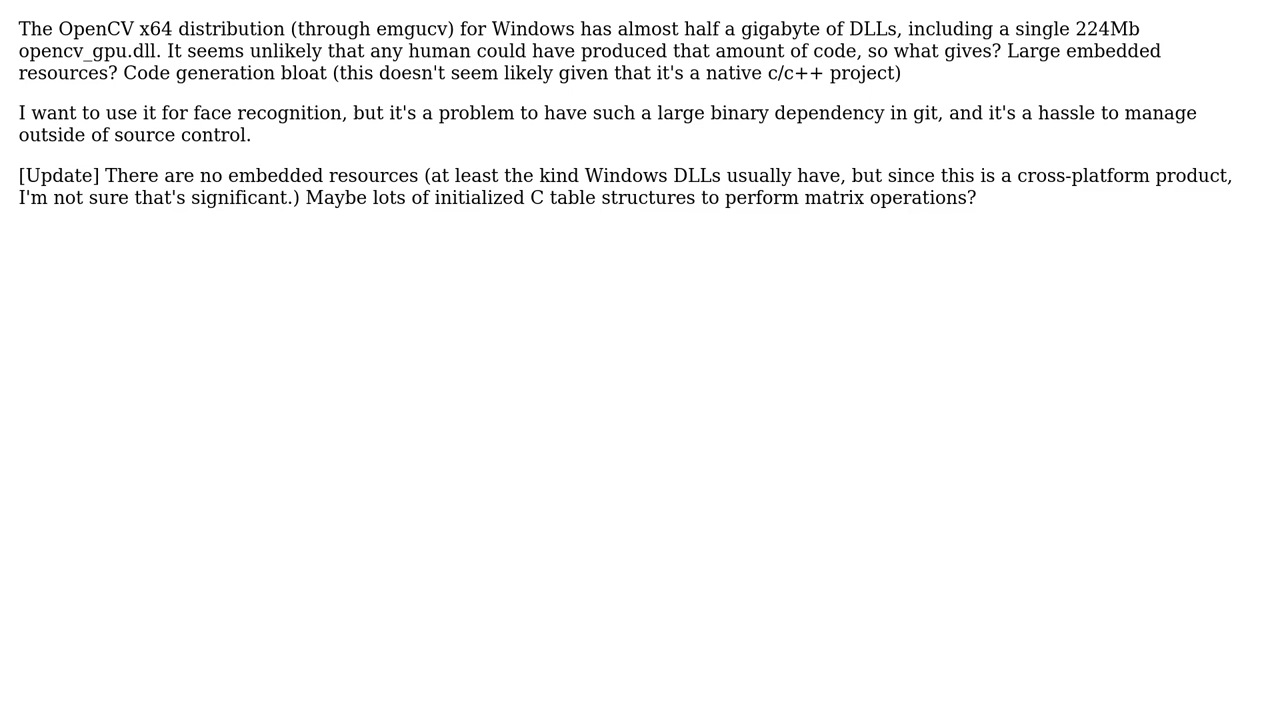 The OpenCV x64 distribution (through emgucv) for Windows has almost half a gigabyte of DLLs, including a single 224Mb
opencv_gpu.dll. It seems unlikely that any human could have produced that amount of code, so what gives? Large embedded
resources? Code generation bloat (this doesn't seem likely given that it's a native c/c++ project)
I want to use it for face recognition, but it's a problem to have such a large binary dependency in git, and it's a hassle to manage
outside of source control.
[Update] There are no embedded resources (at least the kind Windows DLLs usually have, but since this is a cross-platform product,
I'm not sure that's significant.) Maybe lots of initialized C table structures to perform matrix operations?